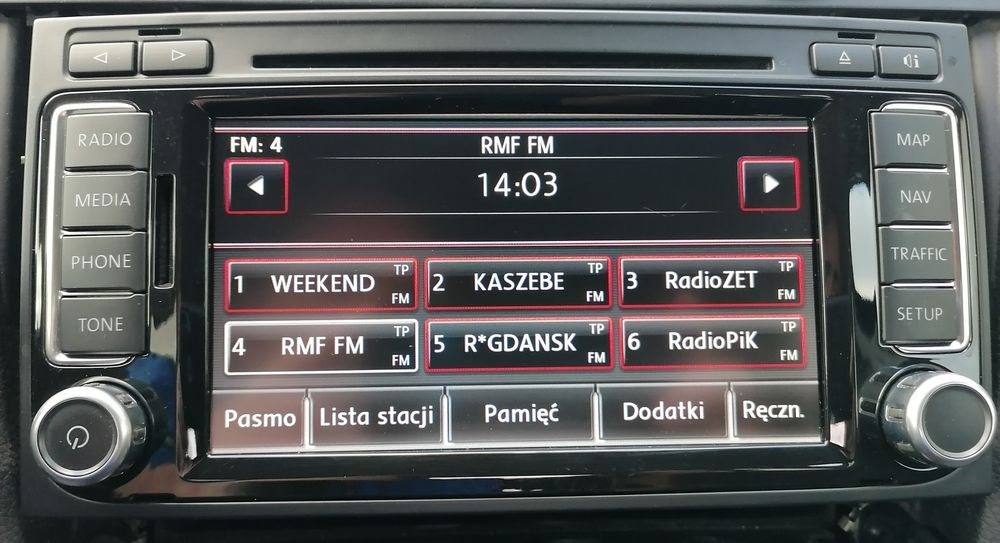 RADIO
MEDIA
PHONE
TONE
FM: 4 RMF FM
14:03
1 WEEKEND TP FM
2 KASZEBE TP FM
3 RadioZET TP FM
4 RMF FM TP FM
5 R*GDANSK TP FM
6 RadioPiK TP FM
Pasmo Lista stacji Pamięć Dodatki Ręczn.
MAP
NAV
TRAFFIC
SETUP
i